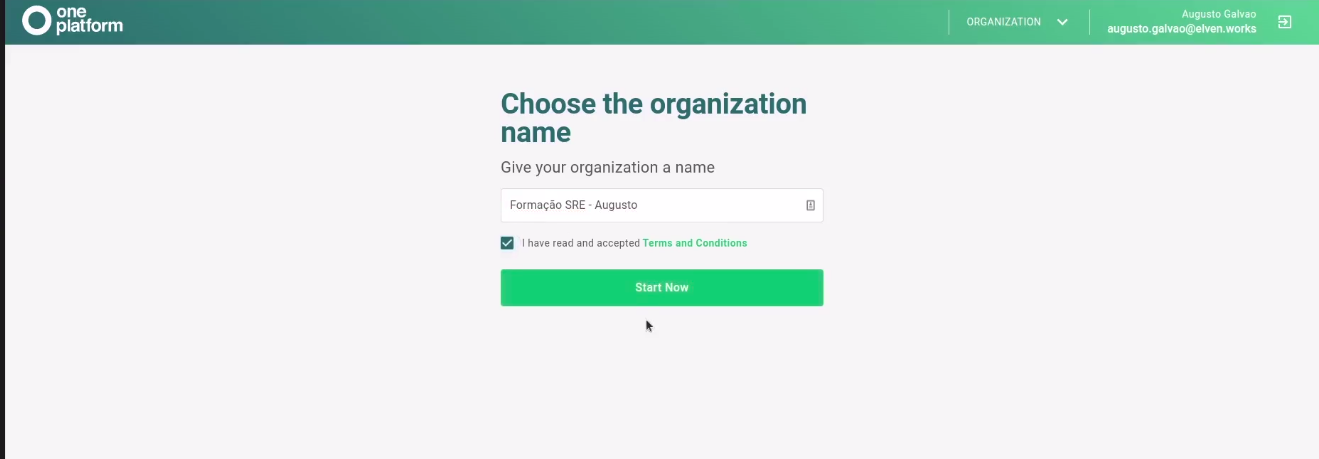 one
platform
ORGANIZATION
Augusto Galvao
augusto.galvao@elven.works
Choose the organization
name
Give your organization a name
Formação SRE - Augusto
I have read and accepted Terms and Conditions
Start Now